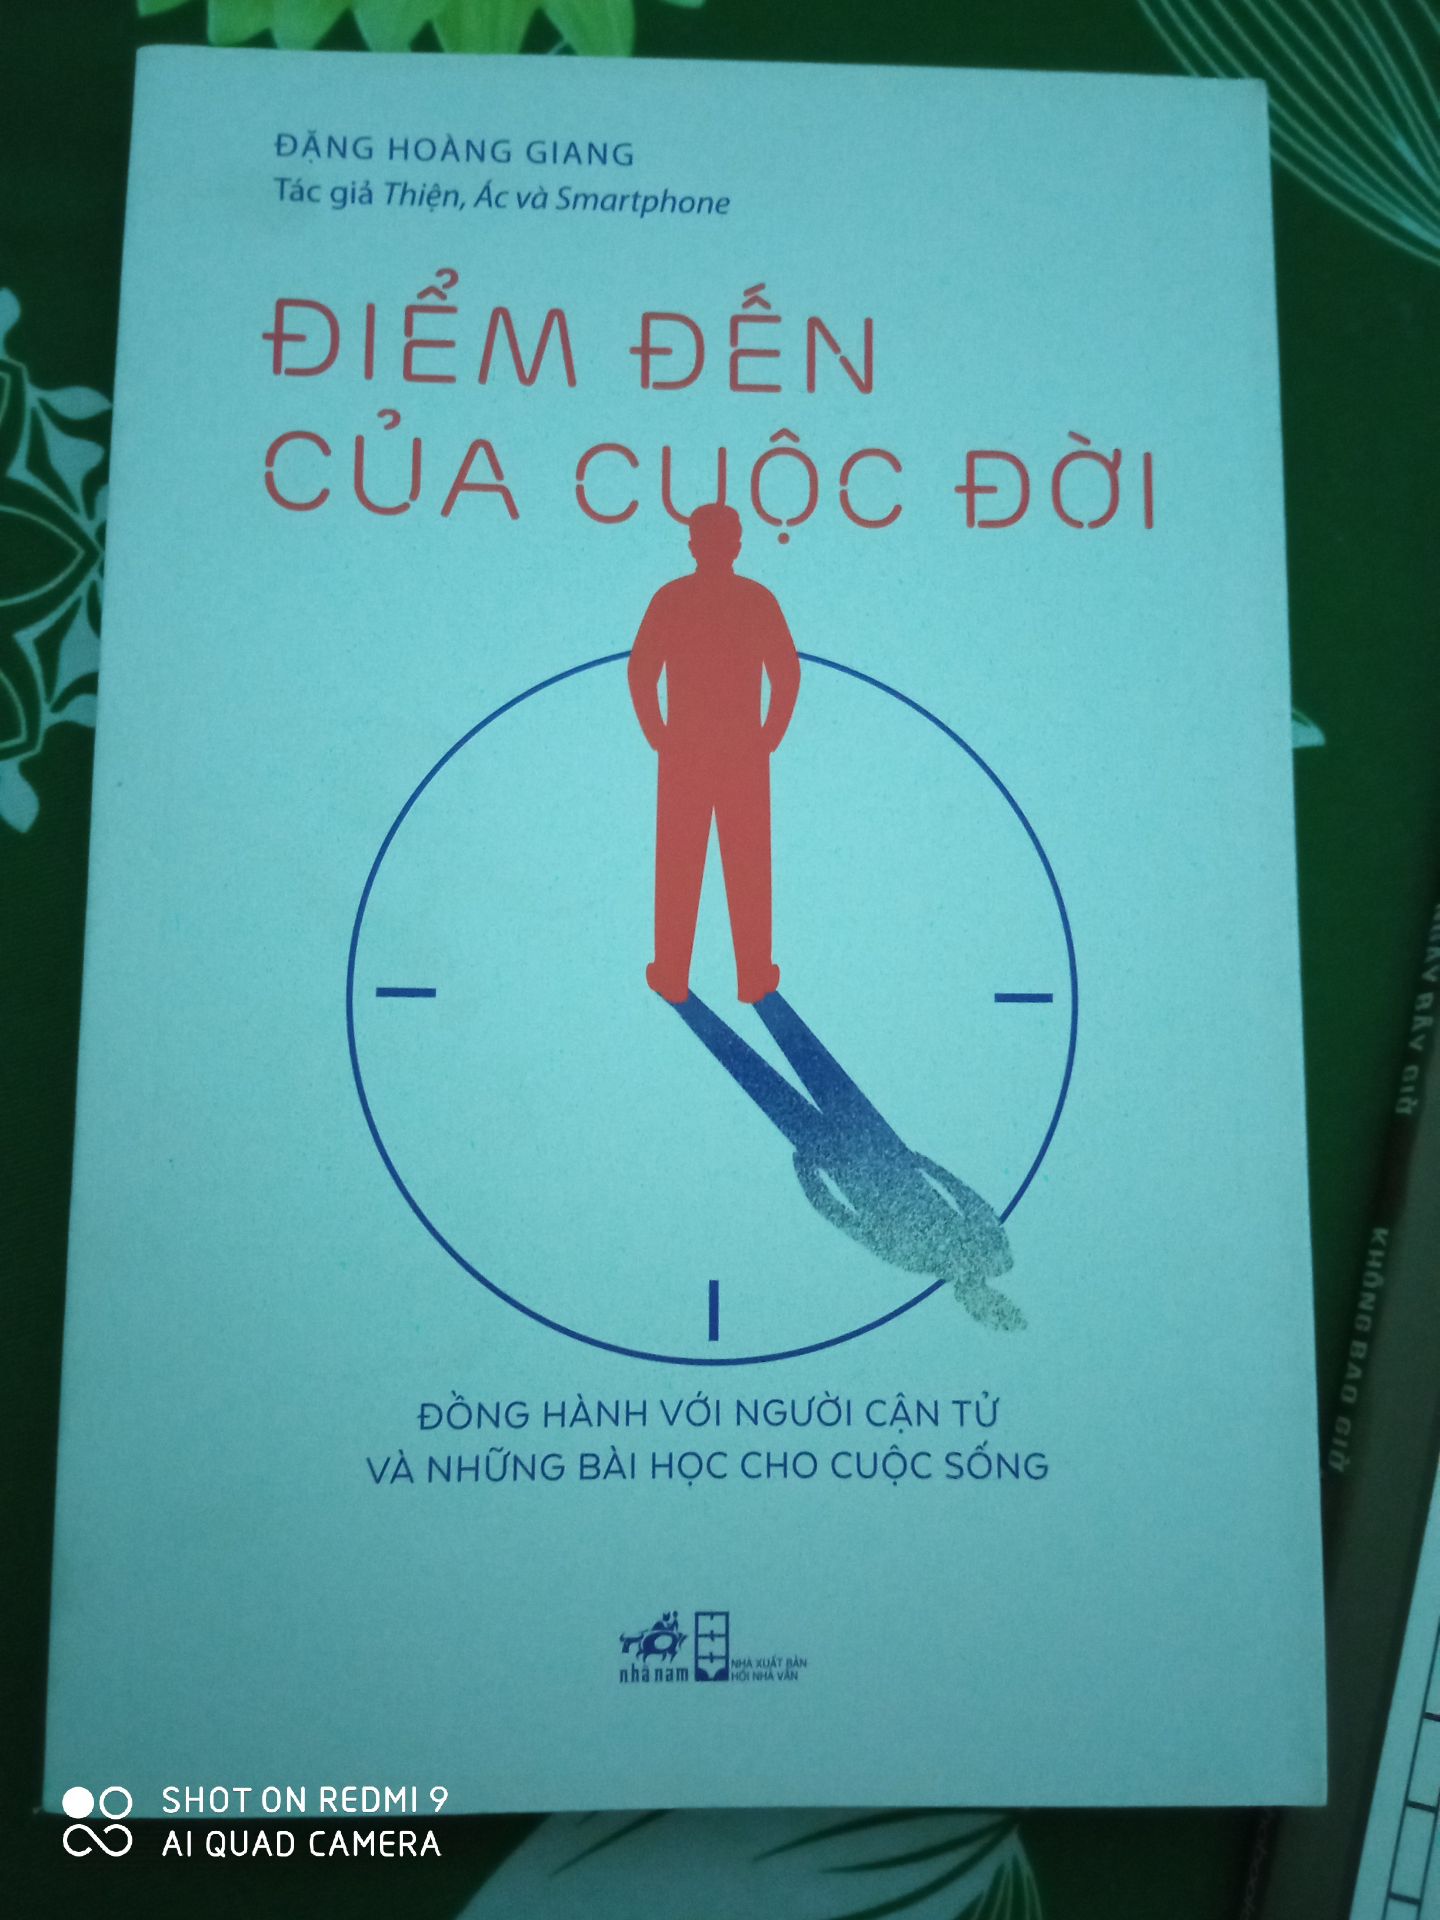 ĐẶNG HOÀNG GIANG
Tác giả Thiện, Ác và Smartphone
ĐIỂM ĐẾN
CỦA CUỘC ĐỜI
ĐỒNG HÀNH VỚI NGƯỜI CẬN TỬ
VÀ NHỮNG BÀI HỌC CHO CUỘC SỐNG
nhã nam
NHÀ XUẤT BẢN
HỘI NHÀ VĂN
BAY GIỜ
KHÔNG BAO GIỜ
SHOT ON REDMI 9
AI QUAD CAMERA